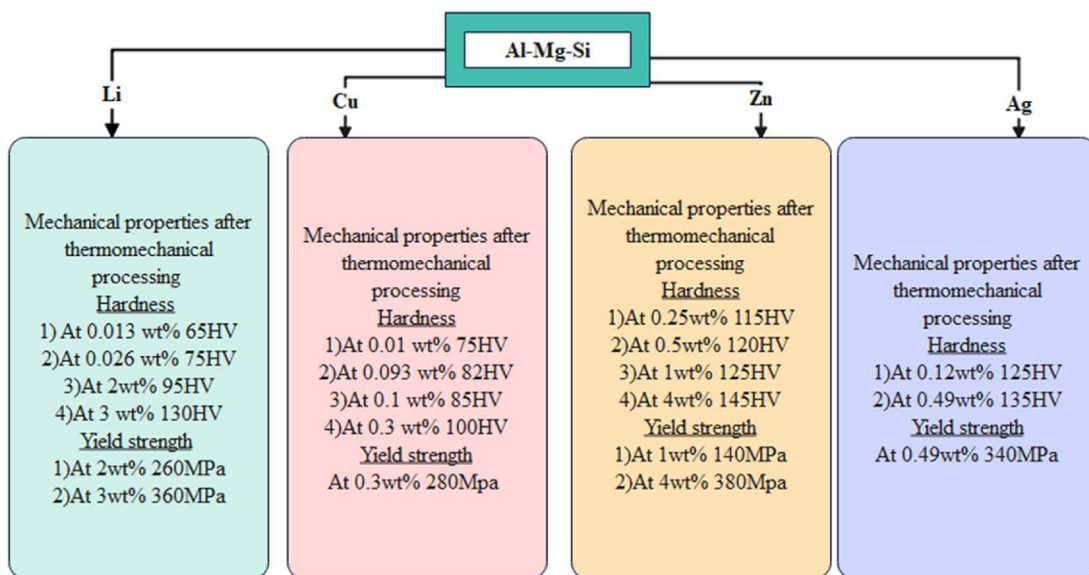 Al-Mg-Si
Li
Cu
Zn
Ag
Mechanical properties after
thermomechanical
processing
Hardness
1) At 0.013 wt% 65HV
2)At 0.026 wt% 75HV
3)At 2wt% 95HV
4)At 3 wt% 130HV
Yield strength
1)At 2wt% 260MPa
2)At 3wt% 360MPa
Mechanical properties after
thermomechanical
processing
Hardness
1)At 0.01 wt% 75HV
2)At 0.093 wt% 82HV
3)At 0.1 wt% 85HV
4)At 0.3 wt% 100HV
Yield strength
At 0.3wt% 280Mpa
Mechanical properties after
thermomechanical
processing
Hardness
1)At 0.25wt% 115HV
2)At 0.5wt% 120HV
3)At 1wt% 125HV
4)At 4wt% 145HV
Yield strength
1)At 1wt% 140MPa
2)At 4wt% 380Mpa
Mechanical properties after
thermomechanical
processing
Hardness
1)At 0.12wt% 125HV
2)At 0.49wt% 135HV
Yield strength
At 0.49wt% 340MPa